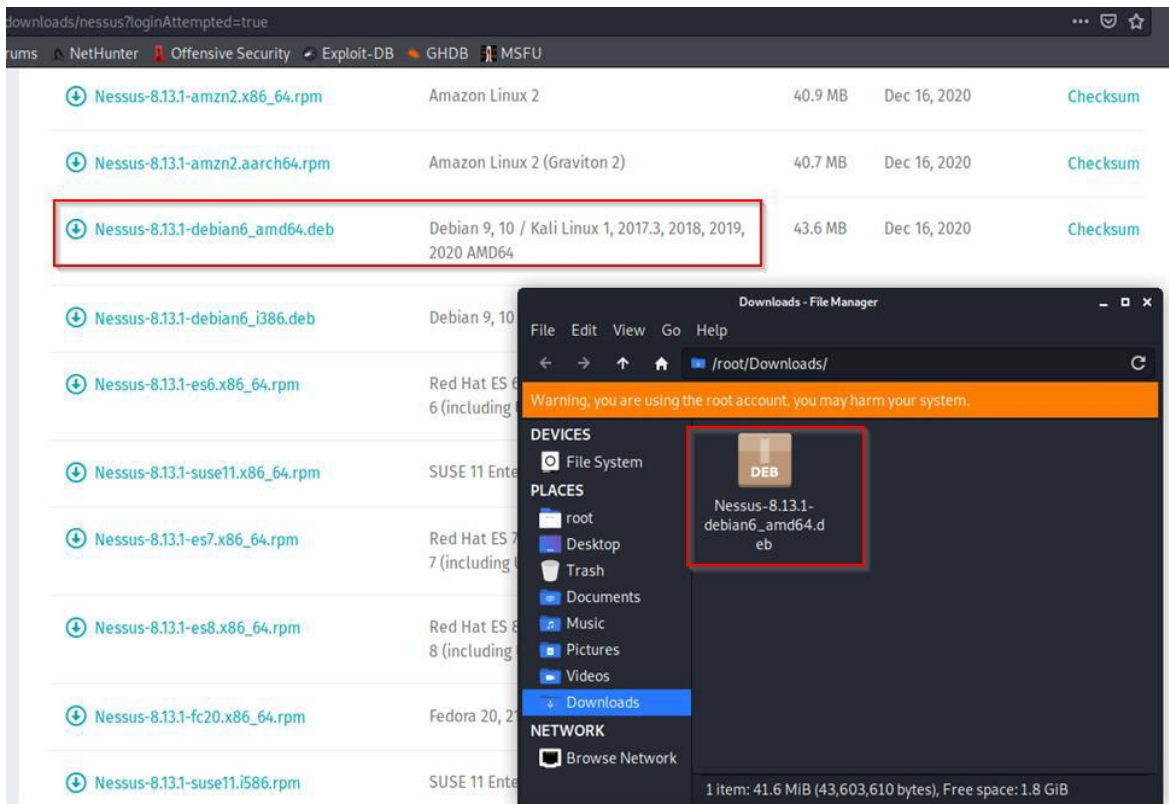 downloads/nessus?loginAttempted=true
rums NetHunter Offensive Security Exploit-DB GHDB MSFU
Nessus-8.13.1-amzn2.x86_64.rpm Amazon Linux 2 40.9 MB Dec 16, 2020 Checksum
Nessus-8.13.1-amzn2.aarch64.rpm Amazon Linux 2 (Graviton 2) 40.7 MB Dec 16, 2020 Checksum
Nessus-8.13.1-debian6_amd64.deb Debian 9, 10 / Kali Linux 1, 2017.3, 2018, 2019, 43.6 MB Dec 16, 2020 Checksum
2020 AMD64
Nessus-8.13.1-debian6_i386.deb Debian 9, 10
Nessus-8.13.1-es6.x86_64.rpm Red Hat ES 6
6 (including
Nessus-8.13.1-suse11.x86_64.rpm SUSE 11 Ente
Nessus-8.13.1-es7.x86_64.rpm Red Hat ES 7
7 (including
Nessus-8.13.1-es8.x86_64.rpm Red Hat ES 8
8 (including
Nessus-8.13.1-fc20.x86_64.rpm Fedora 20, 21
Nessus-8.13.1-suse11.i586.rpm SUSE 11 Ente
Downloads - File Manager
File Edit View Go Help
/root/Downloads/
Warning, you are using the root account, you may harm your system.
DEVICES
File System
PLACES
root
Desktop
Trash
Documents
Music
Pictures
Videos
Downloads
NETWORK
Browse Network
DEB
Nessus-8.13.1-
debian6_amd64.d
eb
1 item: 41.6 MiB (43,603,610 bytes), Free space: 1.8 GiB